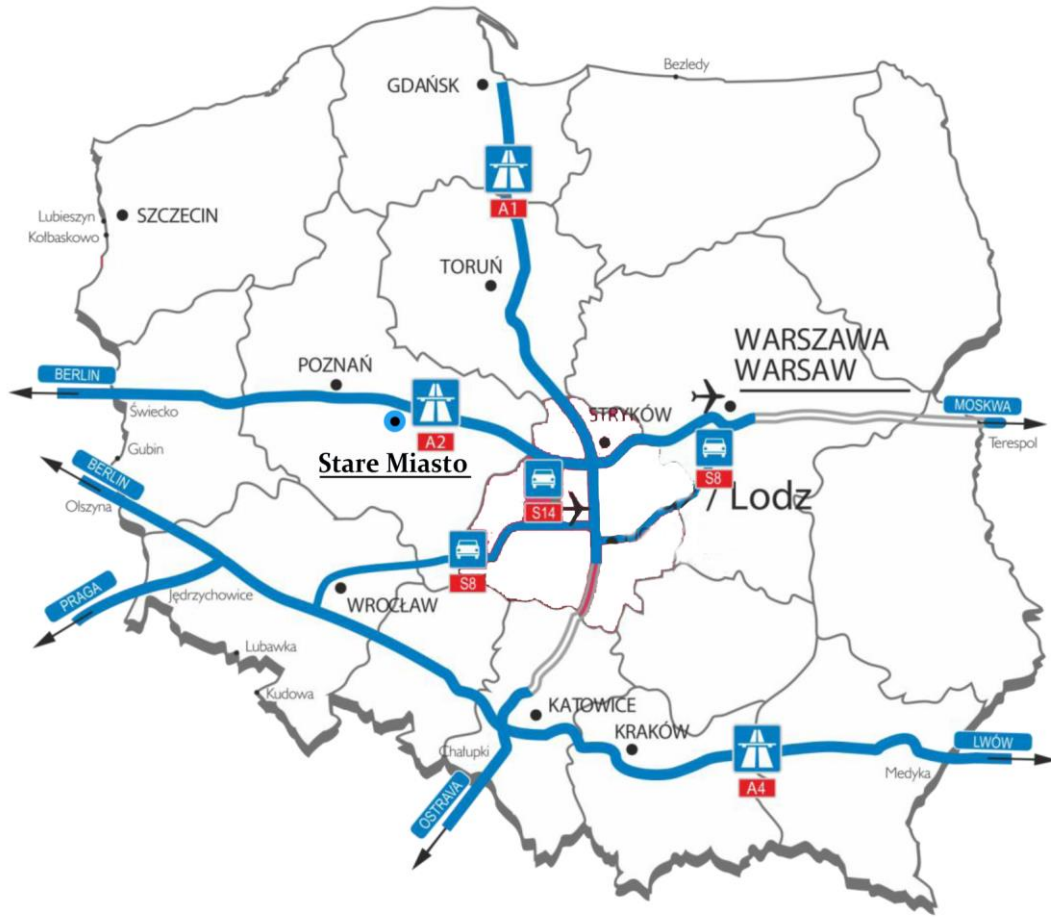 Bezledy
GDAŃSK
A1
Lubieszyn
SZCZECIN
Kołbaskowo
TORUŃ
WARSZAWA
WARSAW
POZNAŃ
BERLIN
Świecko
STRYKÓW
MOSKWA
Terespol
A2
Gubin
Stare Miasto
BERLIN
Olszyna
S8
S14
/ Lodz
S8
PRAGA
Jędrzychowice
WROCŁAW
Lubawka
Kudowa
KATOWICE
KRAKÓW
Chałupki
LWÓW
Medyka
A4
OSTRAVA